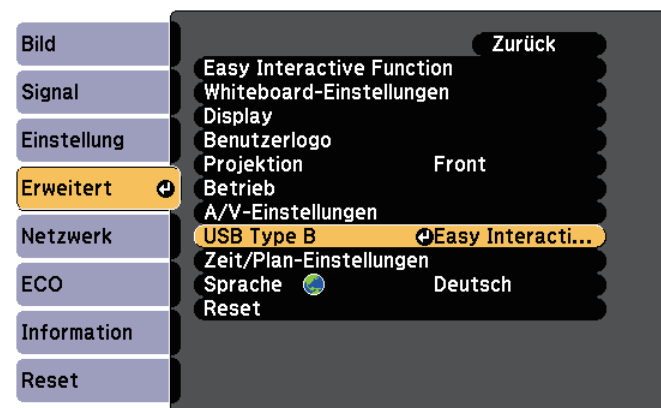 Bild
Signal
Einstellung
Erweitert
Netzwerk
ECO
Information
Reset
Zurück
Easy Interactive Function
Whiteboard-Einstellungen
Display
Benutzerlogo
Projektion Front
Betrieb
A/V-Einstellungen
USB Type B Easy Interacti...
Zeit/Plan-Einstellungen
Sprache Deutsch
Reset